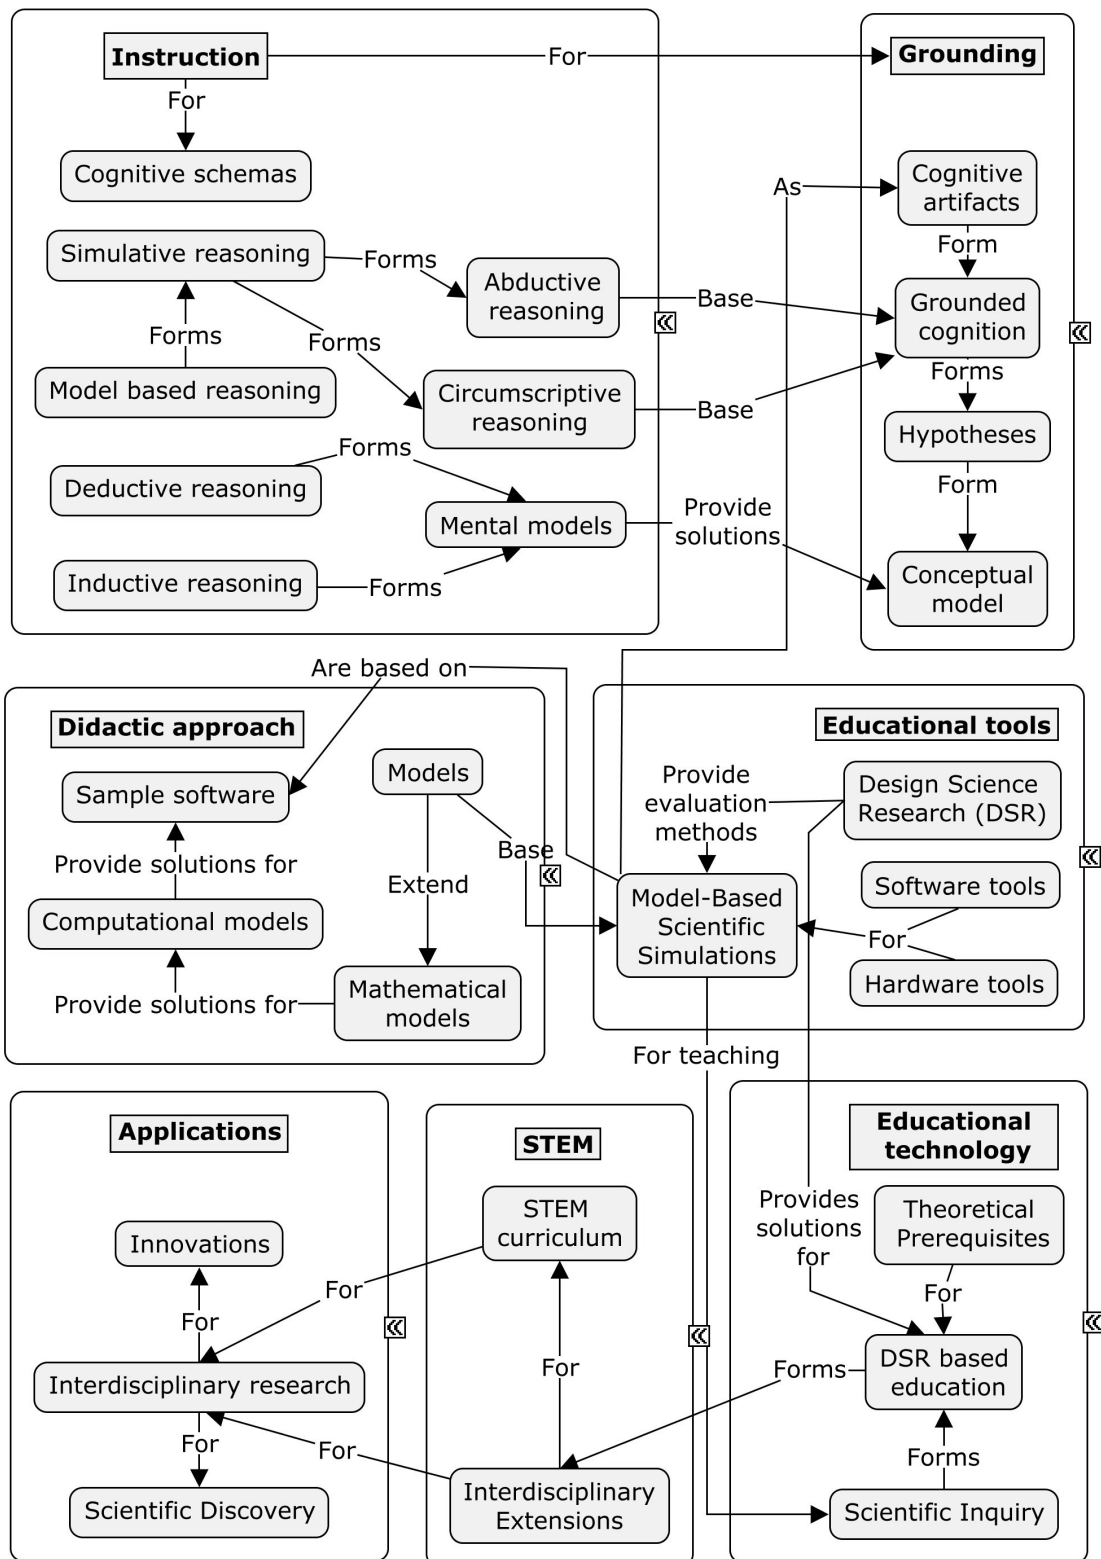 Instruction
For
Grounding
For
Cognitive schemas
As
Cognitive
artifacts
Form
Simulative reasoning
Forms
Abductive
reasoning
Base
Grounded
cognition
Forms
Forms
Forms
Model based reasoning
Circumscriptive
reasoning
Base
Hypotheses
Forms
Form
Deductive reasoning
Mental models
Provide
solutions
Inductive reasoning
Forms
Conceptual
model
Are based on
Didactic approach
Models
Sample software
Provide solutions for
Base
Extend
Computational models
Provide solutions for
Mathematical
models
Educational tools
Provide
evaluation
methods
Design Science
Research (DSR)
Software tools
Model-Based
Scientific
Simulations
For
Hardware tools
For teaching
Applications
Innovations
For
For
Interdisciplinary research
For
For
Scientific Discovery
STEM
STEM
curriculum
For
Interdisciplinary
Extensions
Educational
technology
Provides
solutions
for
Theoretical
Prerequisites
For
Forms
DSR based
education
Forms
Scientific Inquiry